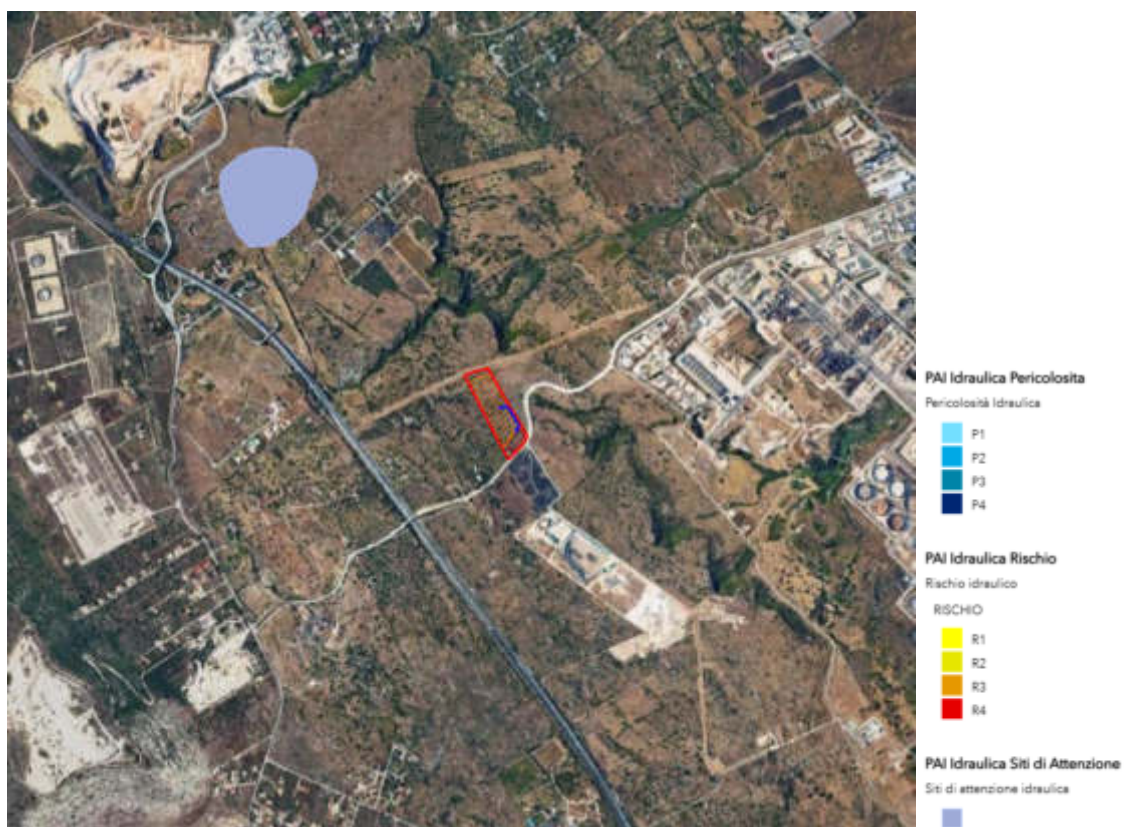 PAI Idraulica Pericolosita
Pericolosità Idraulica
P1
P2
P3
P4
PAI Idraulica Rischio
Rischio idraulico
RISCHIO
R1
R2
R3
R4
PAI Idraulica Siti di Attenzione
Siti di attenzione idraulica